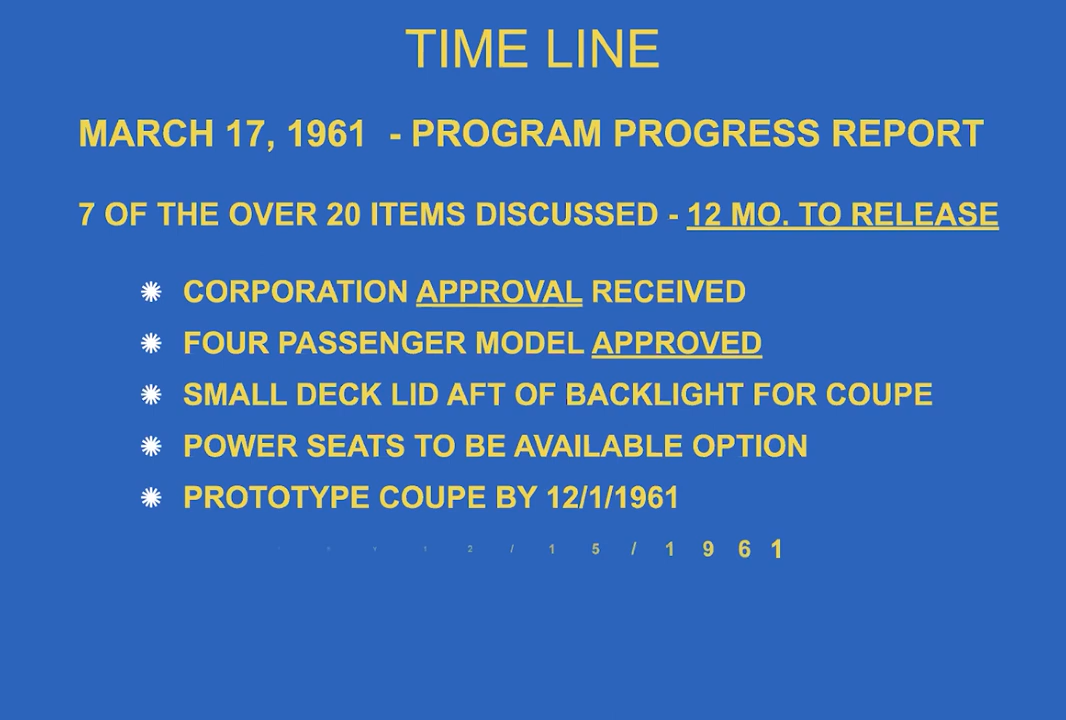 TIME LINE
MARCH 17, 1961 - PROGRAM PROGRESS REPORT
7 OF THE OVER 20 ITEMS DISCUSSED - 12 MO. TO RELEASE
CORPORATION APPROVAL RECEIVED
FOUR PASSENGER MODEL APPROVED
SMALL DECK LID AFT OF BACKLIGHT FOR COUPE
POWER SEATS TO BE AVAILABLE OPTION
PROTOTYPE COUPE BY 12/1/1961
12/15/1961